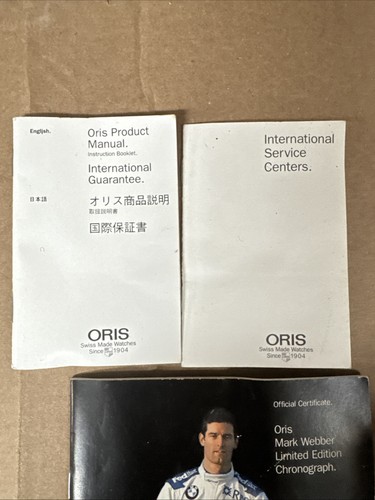 English.
Oris Product
Manual.
Instruction Booklet.
International
Guarantee.
日本語
オリス商品説明
取扱説明書
国際保証書
ORIS
Swiss Made Watches
Since 1904
International
Service
Centers.
ORIS
Swiss Made Watches
Since 1904
Official Certificate.
Oris
Mark Webber
Limited Edition
Chronograph.
FedEx